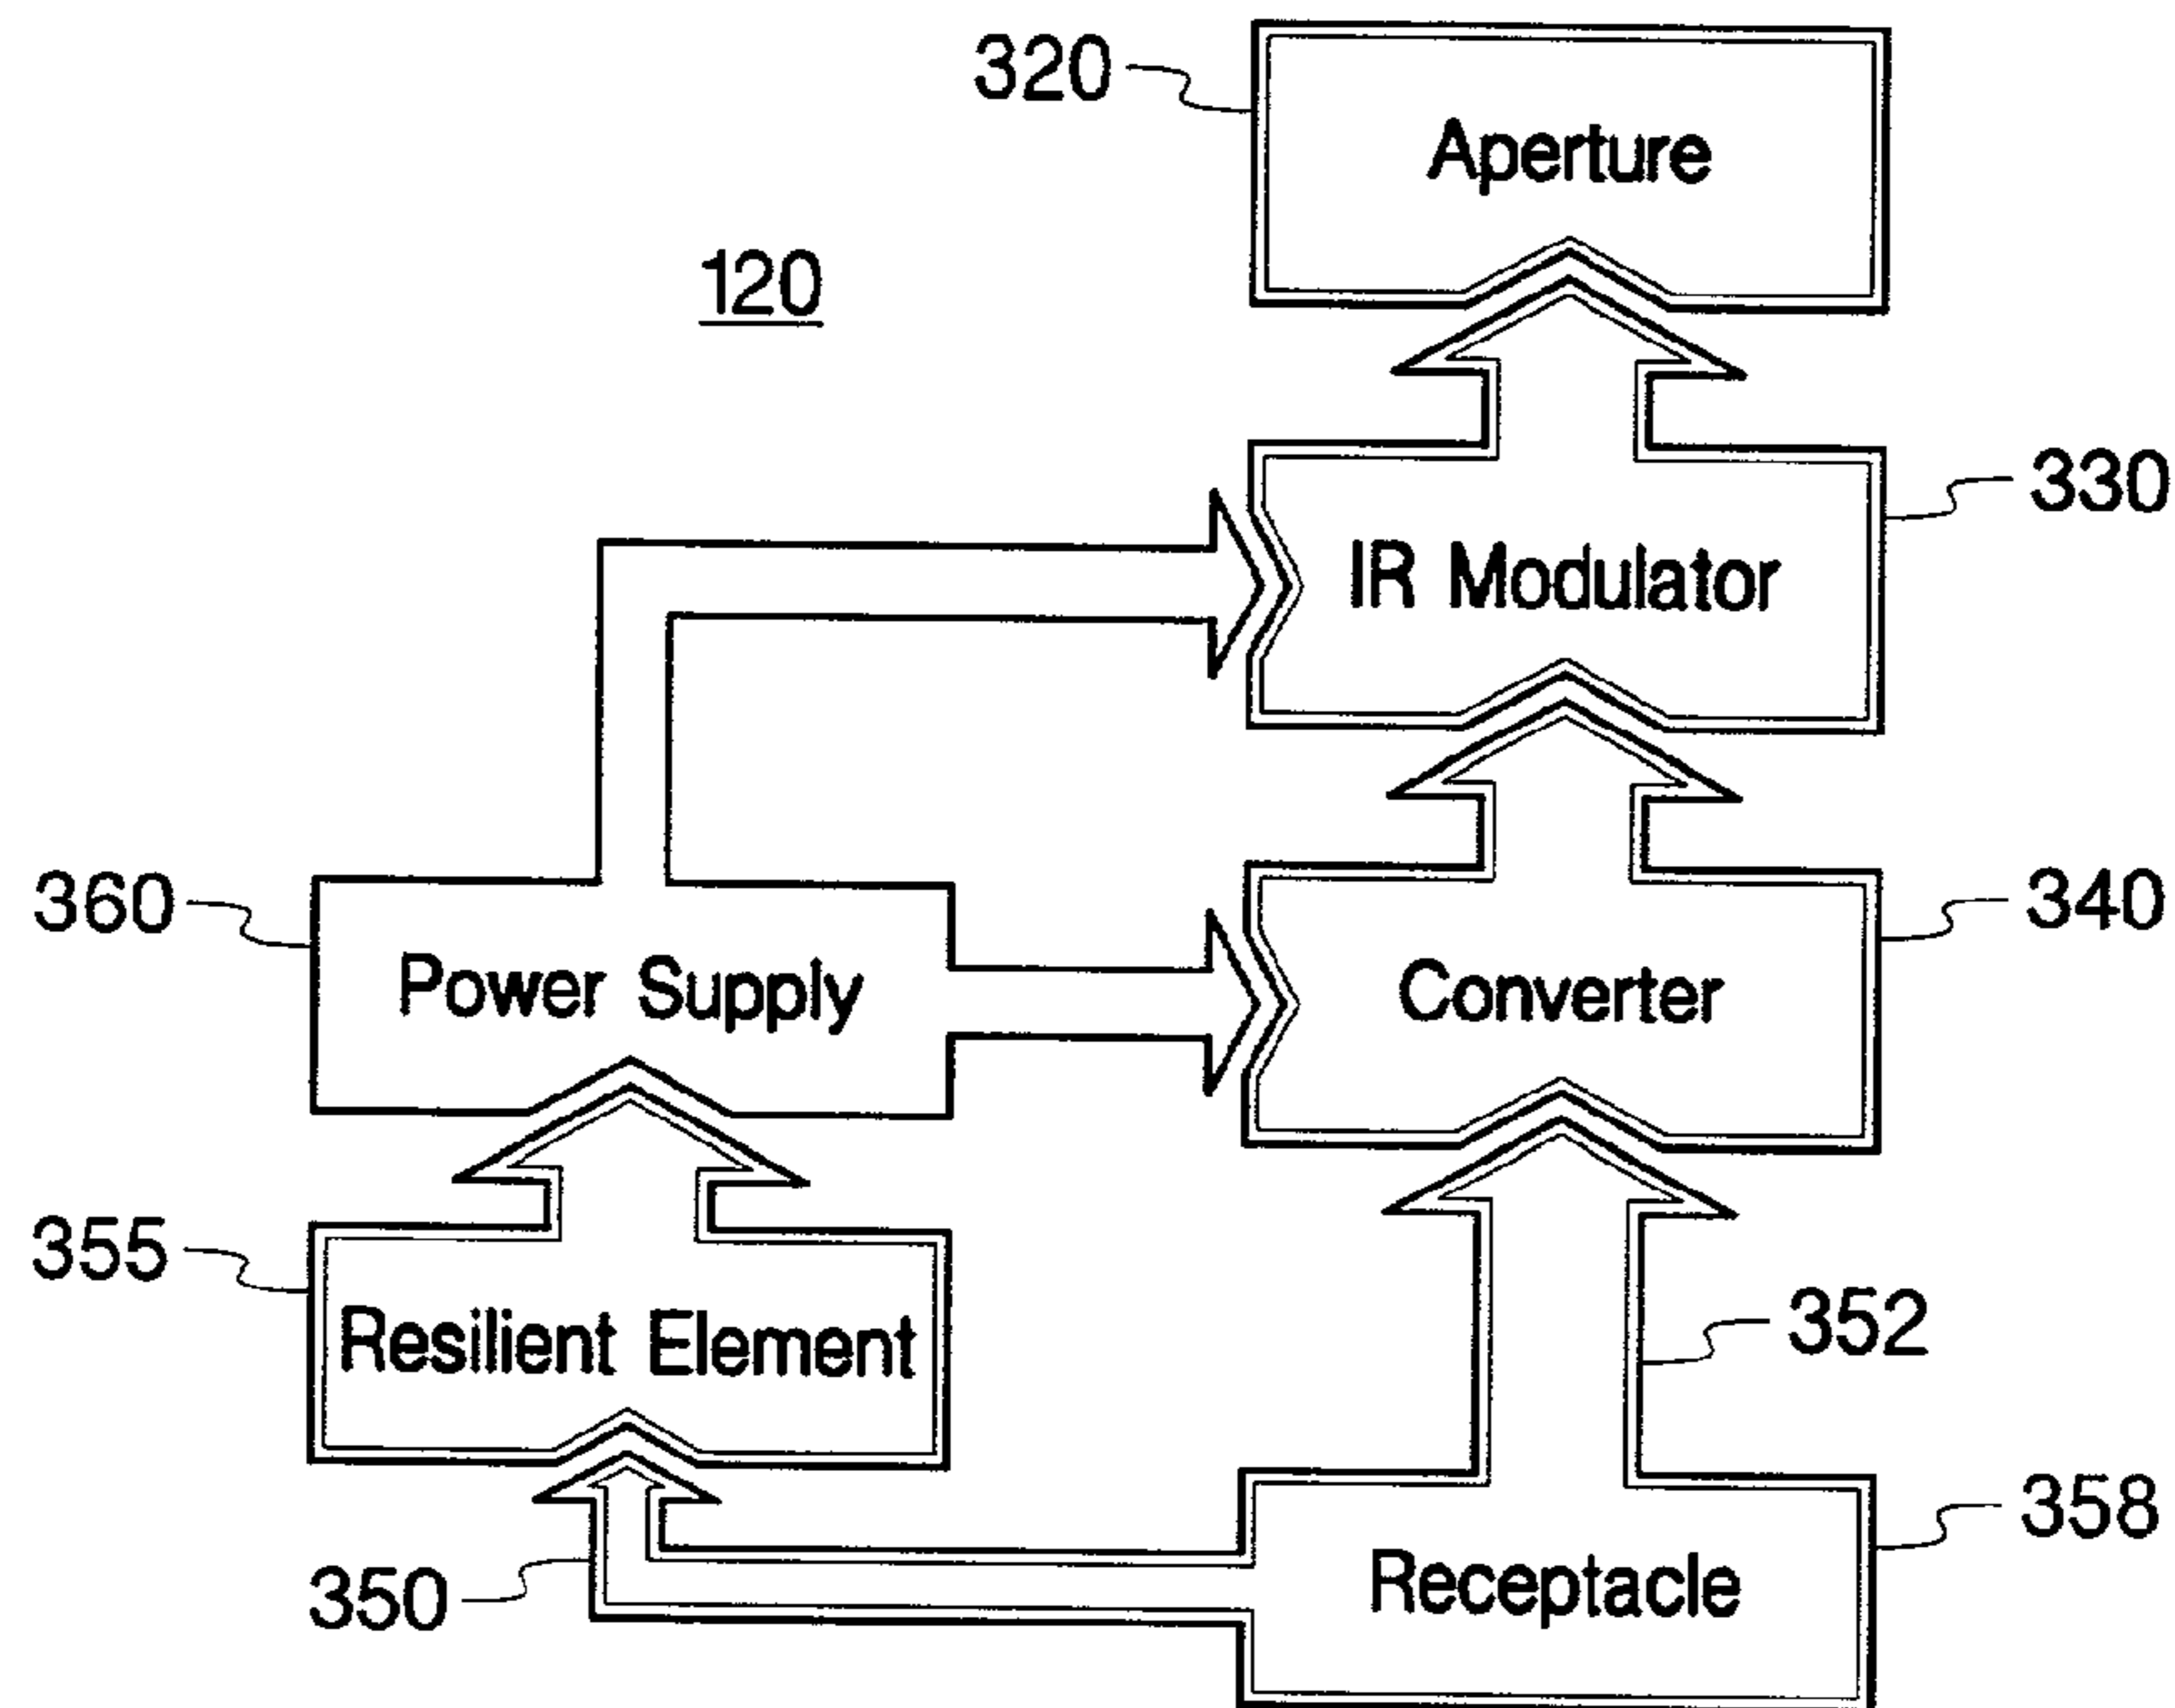 320
Aperture
120
330
IR Modulator
360
340
Power Supply
Converter
355
352
Resilient Element
358
350
Receptacle